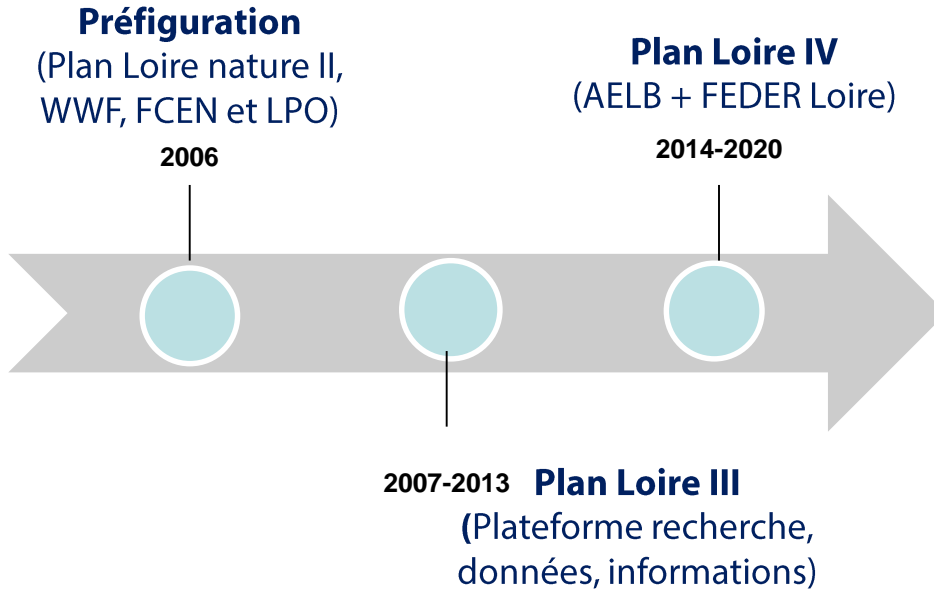 Préfiguration
(Plan Loire nature II,
WWF, FCEN et LPO)
2006
Plan Loire IV
(AELB + FEDER Loire)
2014-2020
2007-2013 Plan Loire III
(Plateforme recherche,
données, informations)